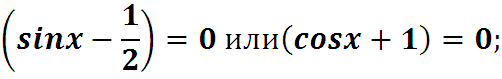 (sinx − 1/2) = 0 или(cosx + 1) = 0;